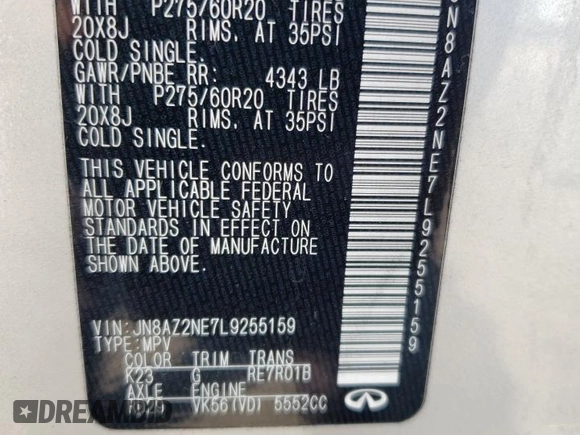 WITH P275/60R20 TIRES
20X8J RIMS, AT 35PSI
COLD SINGLE.
GAWR/PNBE RR: 4343 LB
WITH P275/60R20 TIRES
20X8J RIMS, AT 35PSI
COLD SINGLE.
THIS VEHICLE CONFORMS TO
ALL APPLICABLE FEDERAL
MOTOR VEHICLE SAFETY
STANDARDS IN EFFECT ON
THE DATE OF MANUFACTURE
SHOWN ABOVE.
VIN:JN8AZ2NE7L9255159
TYPE:MPV
COLOR TRIM TRANS
K23 G RE7R01B
AXLE ENGINE
VK56(VD) 5552CC
N8AZ2NE7L9255159
DREAMBID